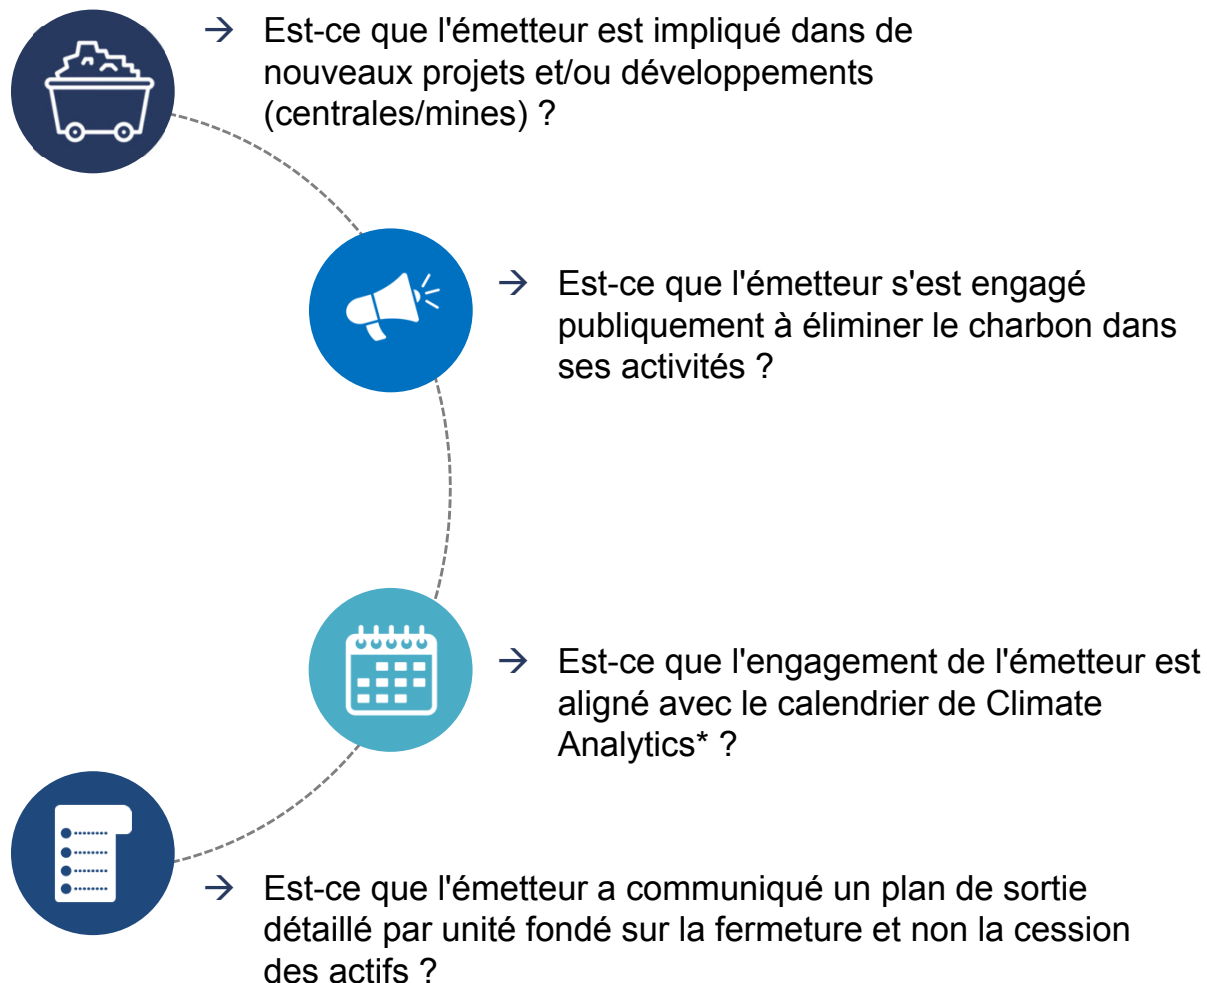 → Est-ce que l'émetteur est impliqué dans de
nouveaux projets et/ou développements
(centrales/mines) ?
→ Est-ce que l'émetteur s'est engagé
publiquement à éliminer le charbon dans
ses activités ?
→ Est-ce que l'engagement de l'émetteur est
aligné avec le calendrier de Climate
Analytics* ?
→ Est-ce que l'émetteur a communiqué un plan de sortie
détaillé par unité fondé sur la fermeture et non la cession
des actifs ?